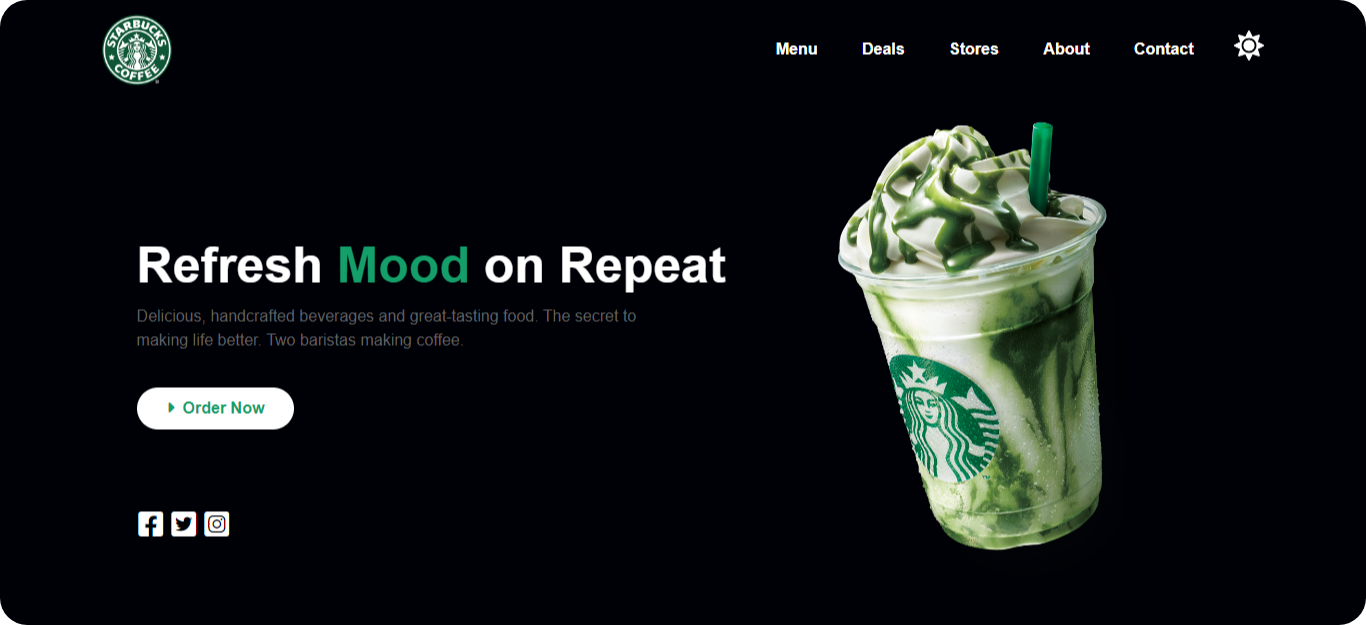 STARBUCKS
COFFEE
Menu Deals Stores About Contact
Refresh Mood on Repeat
Delicious, handcrafted beverages and great-tasting food. The secret to
making life better. Two baristas making coffee.
Order Now